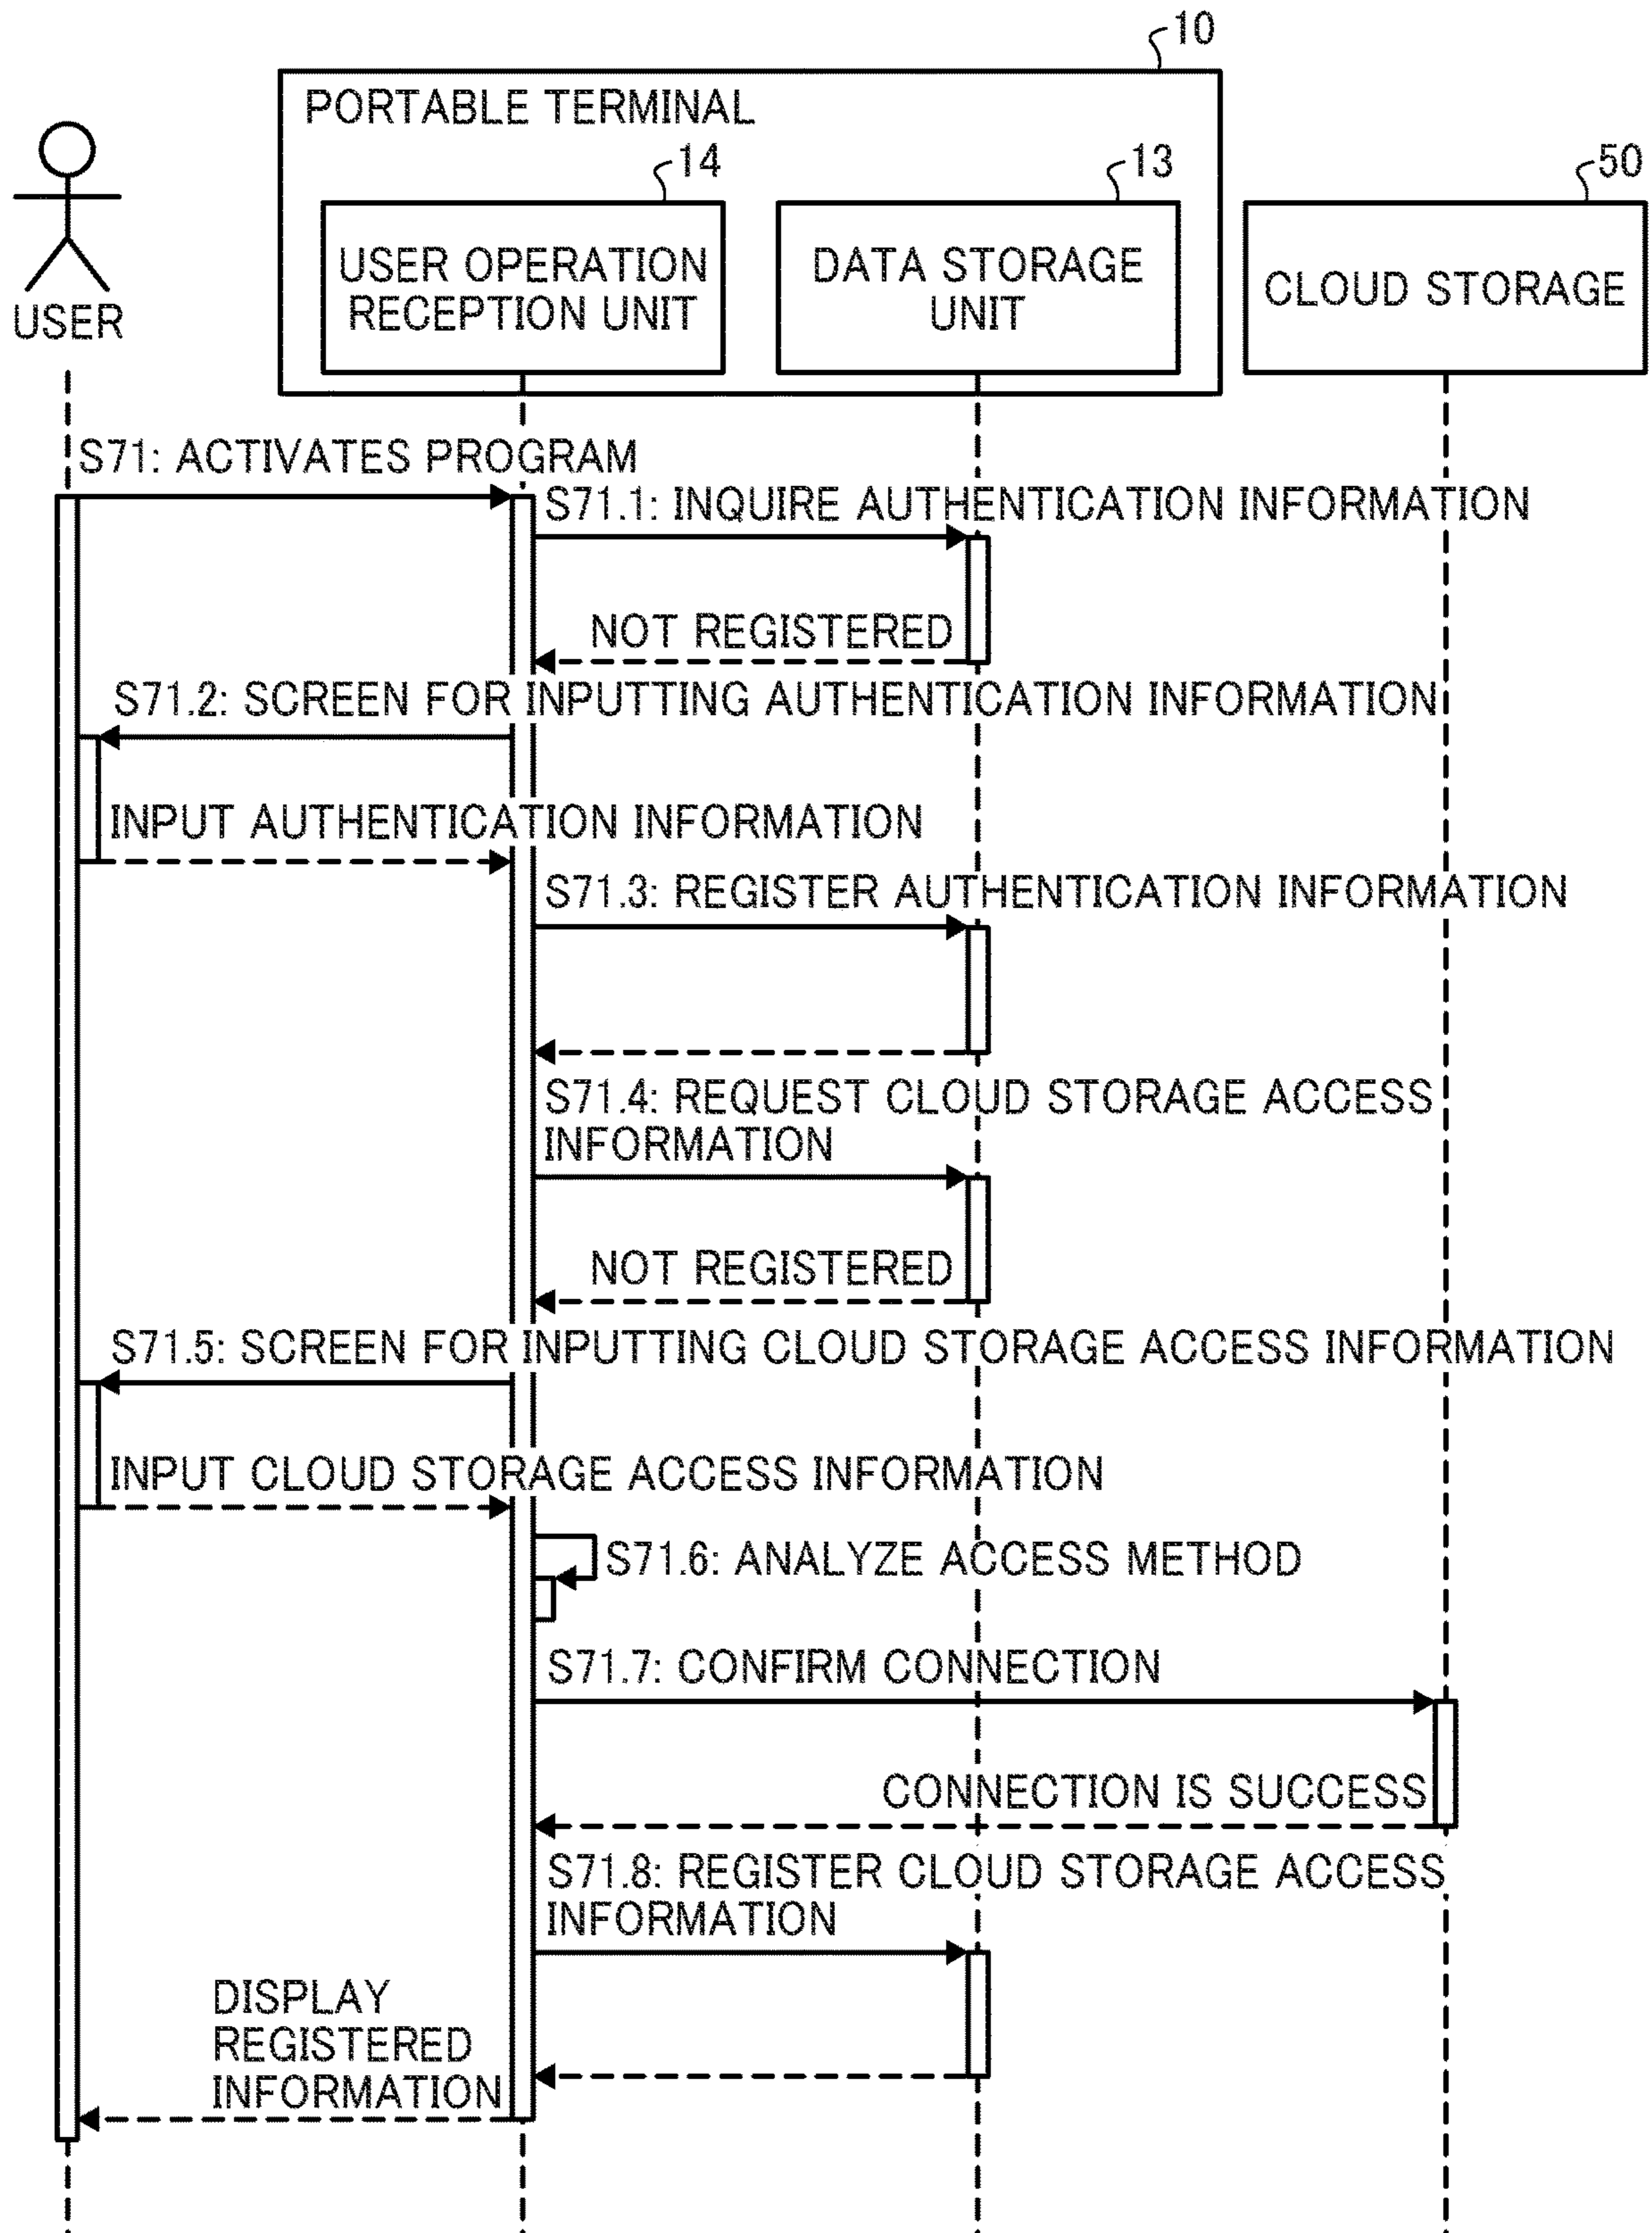 10
PORTABLE TERMINAL
14
13
50
USER OPERATION
RECEPTION UNIT
DATA STORAGE
UNIT
CLOUD STORAGE
USER
S71: ACTIVATES PROGRAM
S71.1: INQUIRE AUTHENTICATION INFORMATION
NOT REGISTERED
S71.2: SCREEN FOR INPUTTING AUTHENTICATION INFORMATION
INPUT AUTHENTICATION INFORMATION
S71.3: REGISTER AUTHENTICATION INFORMATION
S71.4: REQUEST CLOUD STORAGE ACCESS
INFORMATION
NOT REGISTERED
S71.5: SCREEN FOR INPUTTING CLOUD STORAGE ACCESS INFORMATION
INPUT CLOUD STORAGE ACCESS INFORMATION
S71.6: ANALYZE ACCESS METHOD
S71.7: CONFIRM CONNECTION
CONNECTION IS SUCCESS
S71.8: REGISTER CLOUD STORAGE ACCESS
INFORMATION
DISPLAY
REGISTERED
INFORMATION